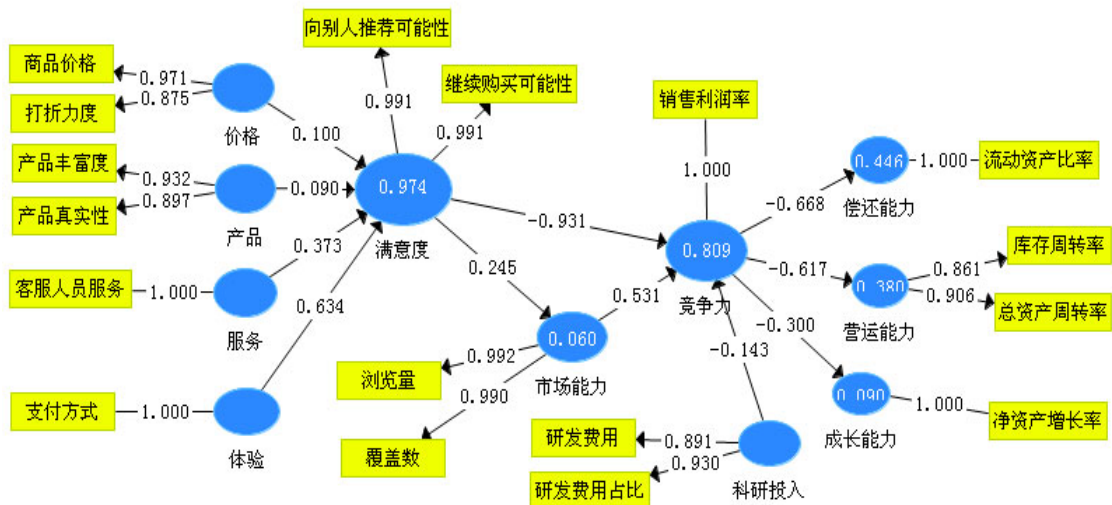 向别人推荐可能性
商品价格
0.971
继续购买可能性
打折力度
0.875
0.991
0.991
销售利润率
价格
0.100
产品丰富度
0.932
0.090
0.974
1.000
0.446
1.000
流动资产比率
产品真实性
0.897
-0.668
偿还能力
产品
满意度
-0.931
0.373
0.809
-0.617
库存周转率
0.861
客服人员服务
1.000
0.245
竞争力
0.380
0.906
总资产周转率
0.634
0.531
营运能力
服务
-0.300
0.060
-0.143
浏览量
0.992
市场能力
支付方式
1.000
0.990
0.090
1.000
净资产增长率
体验
覆盖数
研发费用
0.891
成长能力
0.930
研发费用占比
科研投入